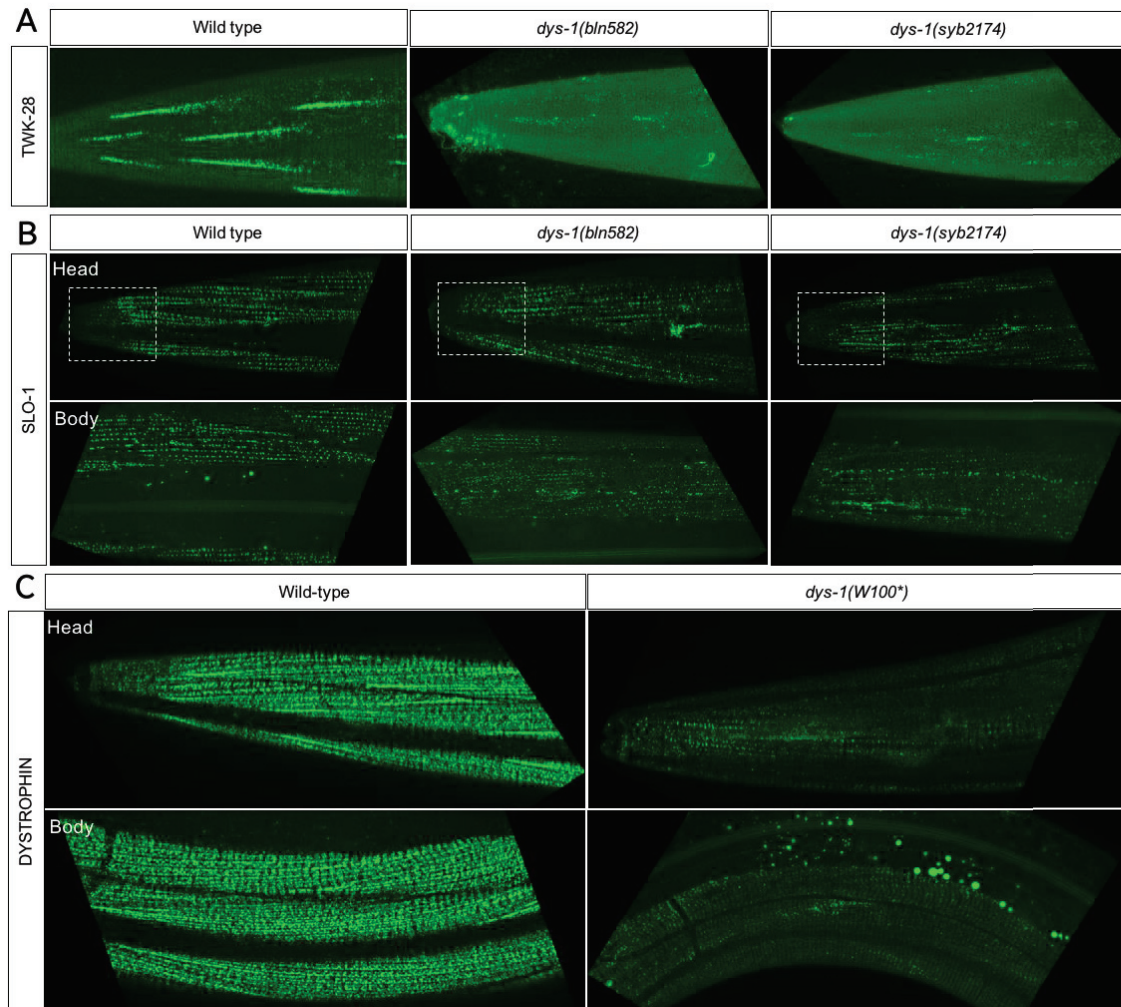 A
Wild type
dys-1(bln582)
dys-1(syb2174)
TWK-28
B
Wild type
dys-1(bln582)
dys-1(syb2174)
SLO-1
Head
Body
C
Wild-type
dys-1(W100*)
DYSTROPHIN
Head
Body